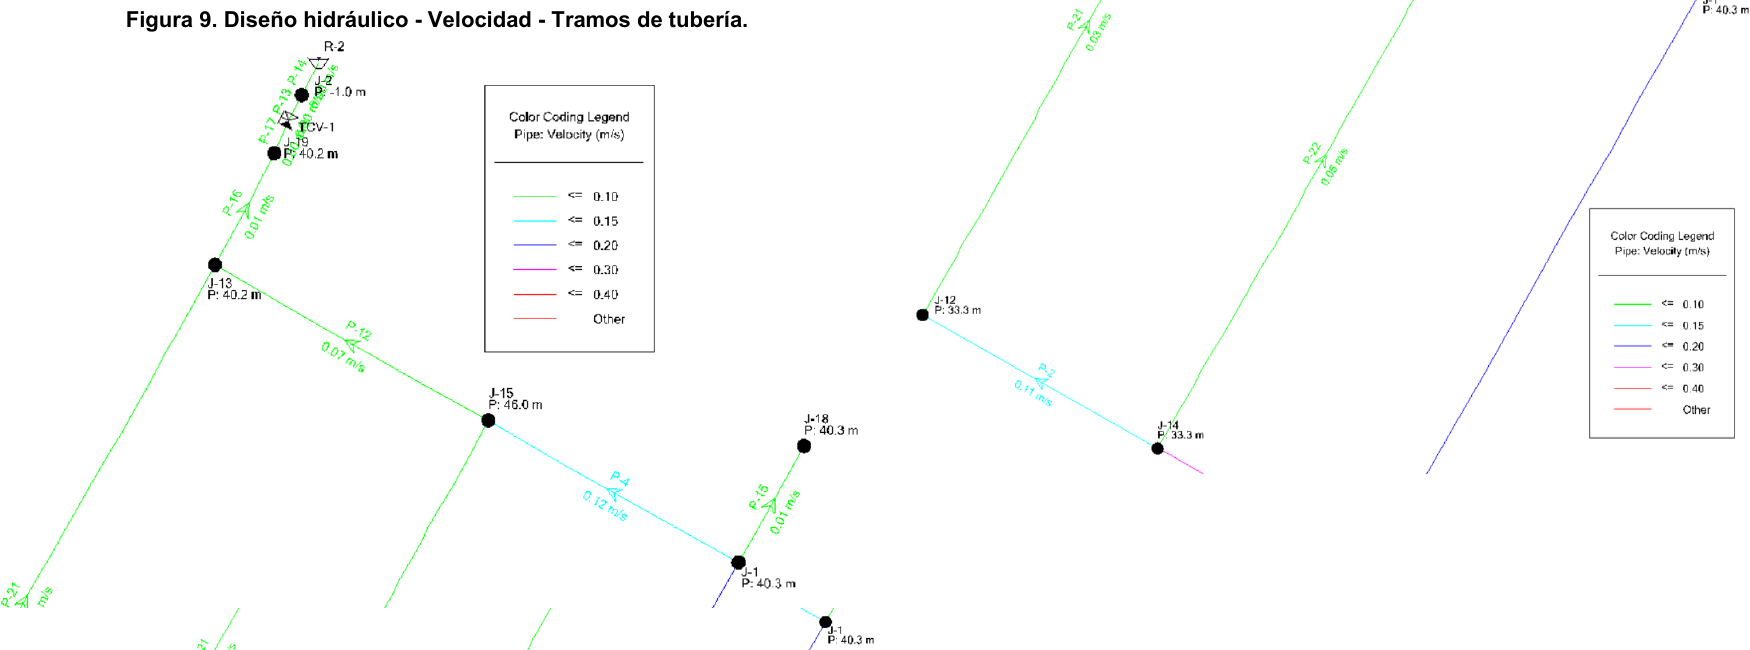 Figura 9. Diseño hidráulico - Velocidad - Tramos de tubería.
R-2
P-14
J-2
P: -1.0 m
P-13
TCV-1
P-17
J-19
P: 40.2 m
P-16
0.01 m/s
J-13
P: 40.2 m
P-12
0.07 m/s
J-15
P: 46.0 m
P-4
0.12 m/s
J-18
P: 40.3 m
P-15
0.01 m/s
J-1
P: 40.3 m
P-21
m/s
21
J-1
P: 40.3 m
Color Coding Legend
Pipe: Velocity (m/s)
<= 0.10
<= 0.15
<= 0.20
<= 0.30
<= 0.40
Other
P-21
0.03 m/s
P-22
0.05 m/s
P: 40.3 m
J-12
P: 33.3 m
P-2
0.11 m/s
J-14
P: 33.3 m
Color Coding Legend
Pipe: Velocity (m/s)
<= 0.10
<= 0.15
<= 0.20
<= 0.30
<= 0.40
Other